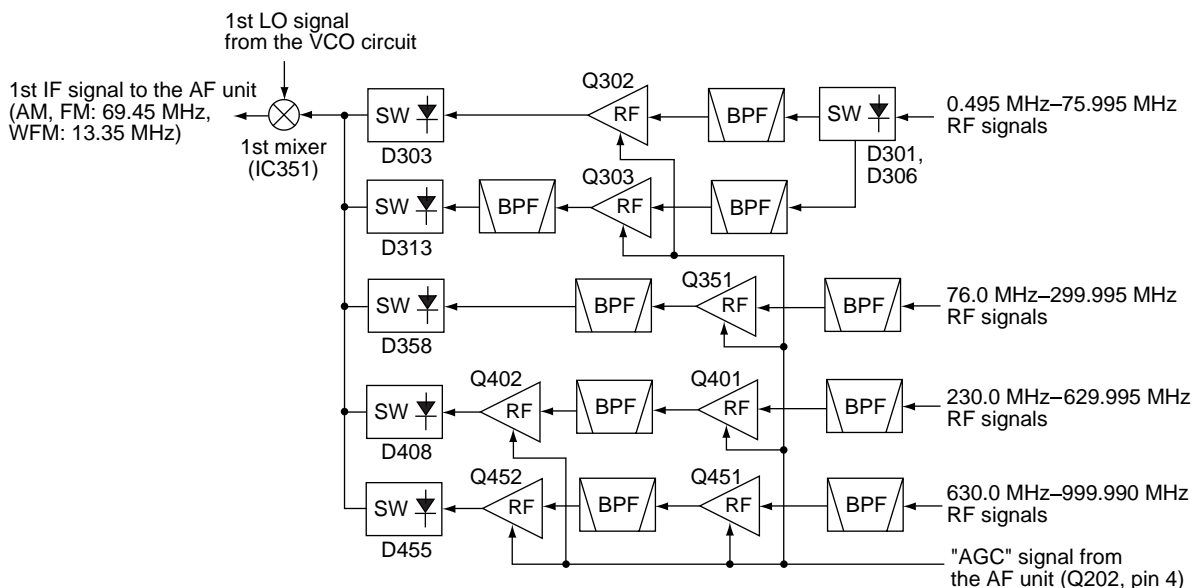 1st LO signal
from the VCO circuit
1st IF signal to the AF unit
(AM, FM: 69.45 MHz,
WFM: 13.35 MHz)
1st mixer
(IC351)
SW
D303
Q302
RF
BPF
SW
D301,
D306
0.495 MHz–75.995 MHz
RF signals
SW
D313
BPF
Q303
RF
BPF
SW
D358
BPF
Q351
RF
BPF
76.0 MHz–299.995 MHz
RF signals
SW
D408
Q402
RF
BPF
Q401
RF
BPF
230.0 MHz–629.995 MHz
RF signals
SW
D455
Q452
RF
BPF
Q451
RF
BPF
630.0 MHz–999.990 MHz
RF signals
"AGC" signal from
the AF unit (Q202, pin 4)